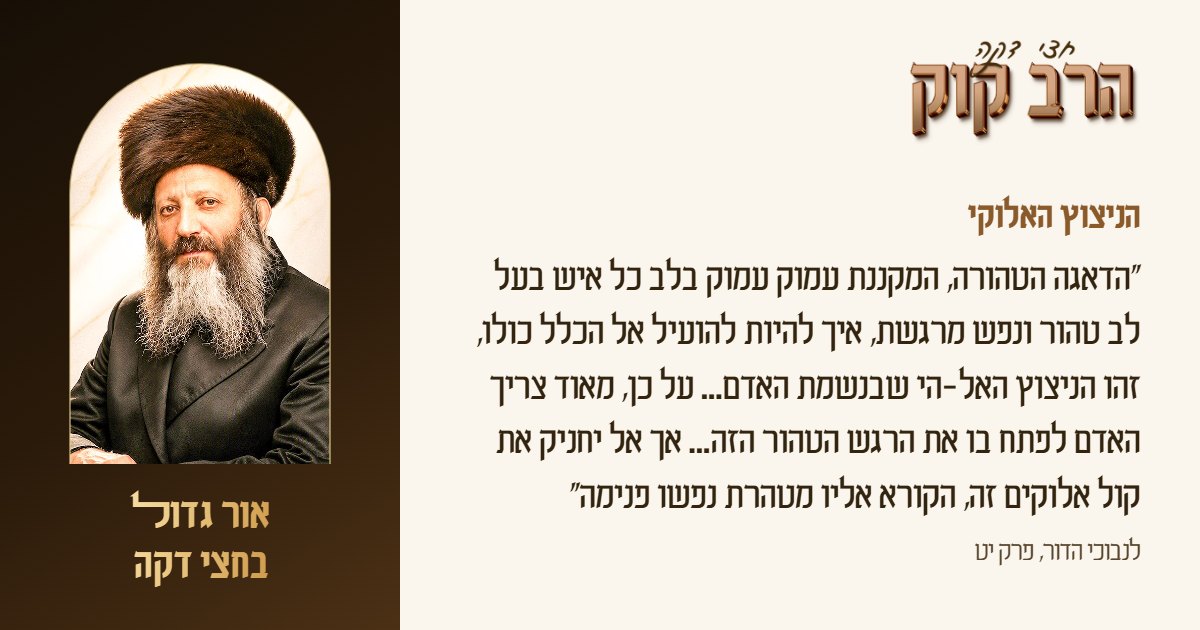 חצי דקה
הרב קוק
הניצוץ האלוקי
"הדאגה הטהורה, המקננת עמוק עמוק בלב כל איש בעל
לב טהור ונפש מרגשת, איך להיות להועיל אל הכלל כולו,
זהו הניצוץ האל-הי שבנשמת האדם... על כן, מאוד צריך
האדם לפתח בו את הרגש הטהור הזה... אך אל יחניק את
קול אלוקים זה, הקורא אליו מטהרת נפשו פנימה"
לנבוכי הדור, פרק יט
אור גדול
בחצי דקה